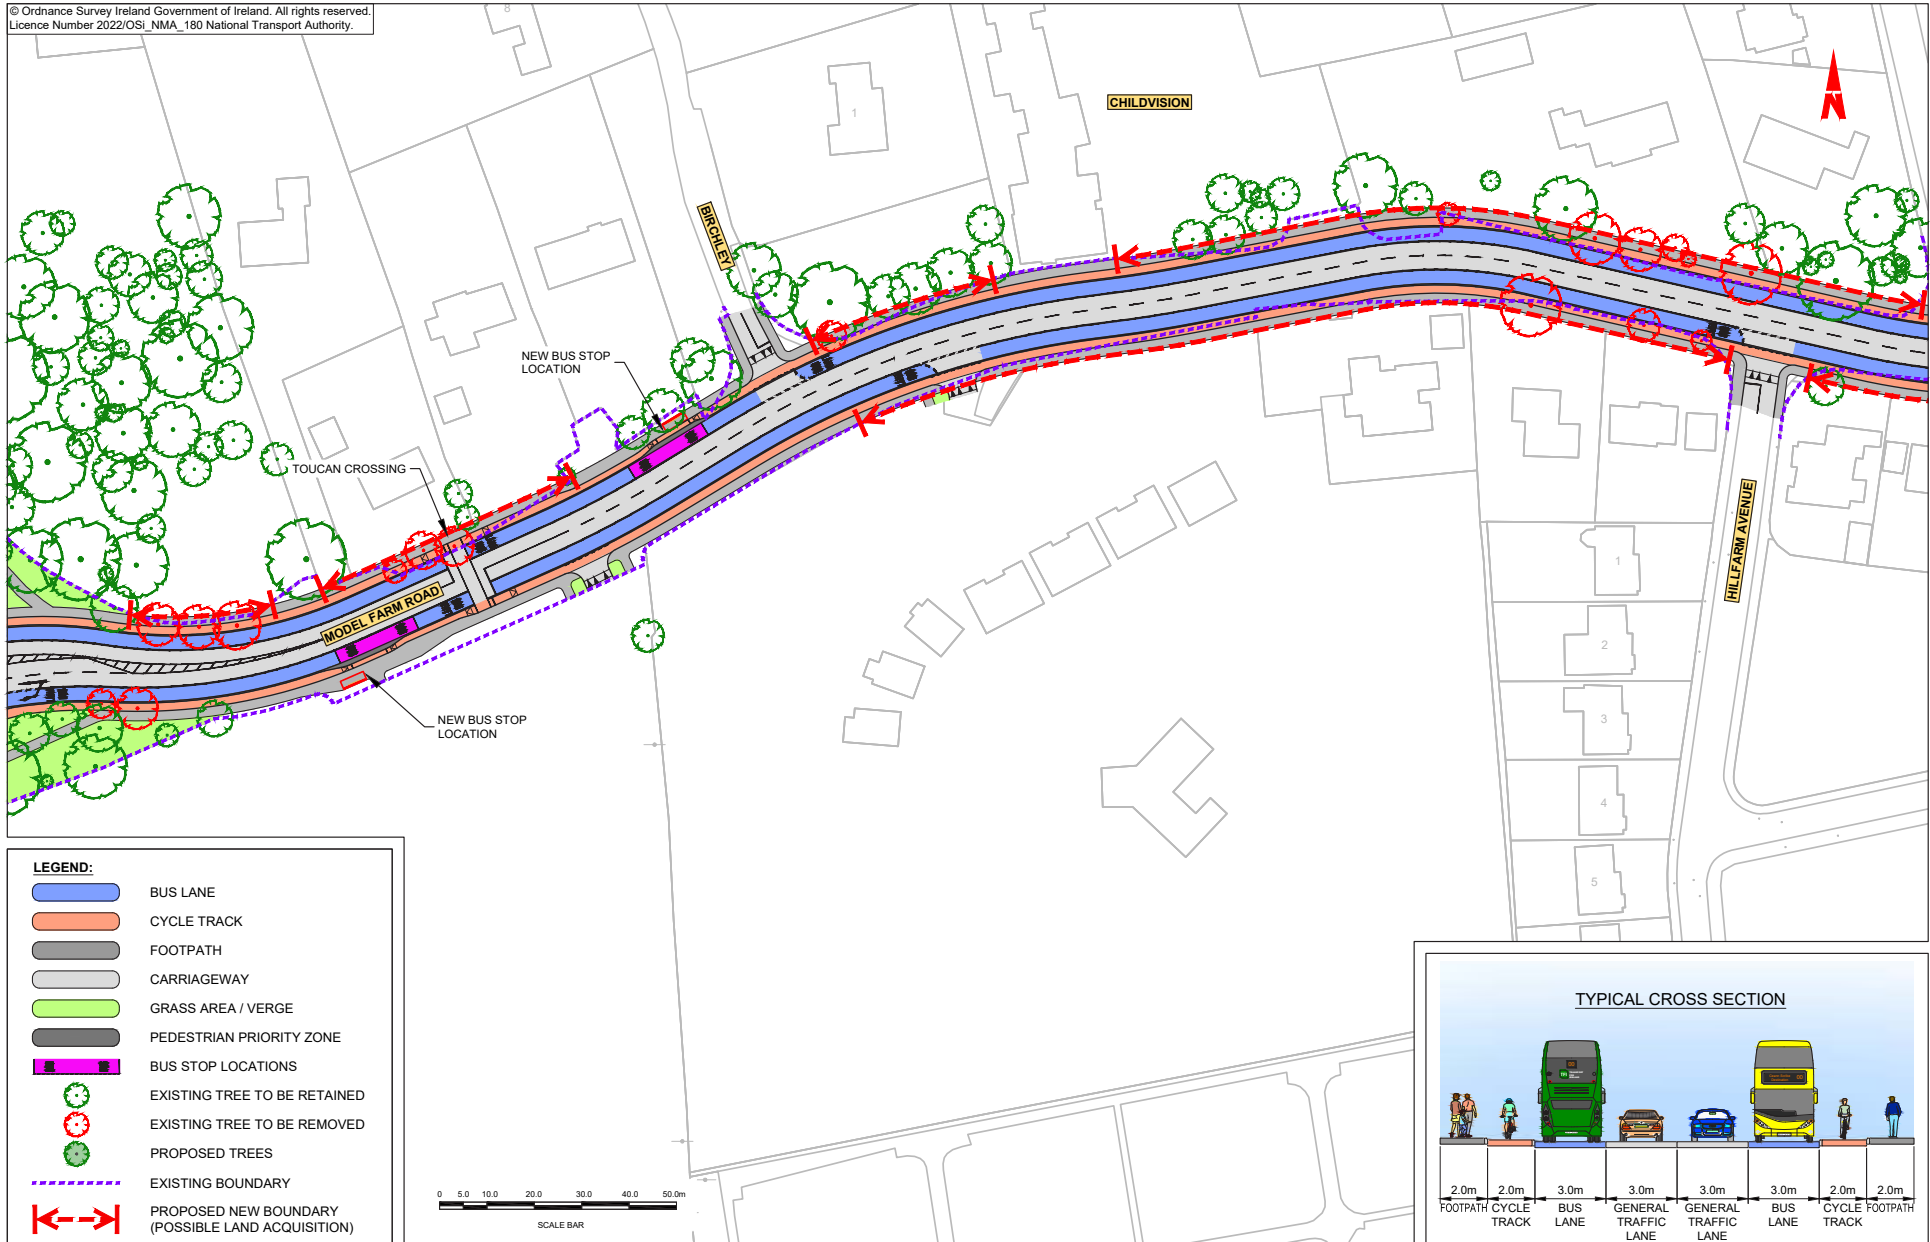 © Ordnance Survey Ireland Government of Ireland. All rights reserved.
Licence Number 2022/OSi_NMA_180 National Transport Authority.
8
1
CHILDVISION
N
BIRCHLEY
NEW BUS STOP
LOCATION
TOUCAN CROSSING
MODEL FARM ROAD
NEW BUS STOP
LOCATION
HILLFARM AVENUE
1
2
3
4
5
LEGEND:
BUS LANE
CYCLE TRACK
FOOTPATH
CARRIAGEWAY
GRASS AREA / VERGE
PEDESTRIAN PRIORITY ZONE
BUS STOP LOCATIONS
EXISTING TREE TO BE RETAINED
EXISTING TREE TO BE REMOVED
PROPOSED TREES
EXISTING BOUNDARY
PROPOSED NEW BOUNDARY
(POSSIBLE LAND ACQUISITION)
0 5.0 10.0 20.0 30.0 40.0 50.0m
SCALE BAR
TYPICAL CROSS SECTION
2.0m 2.0m 3.0m 3.0m 3.0m 3.0m 2.0m 2.0m
FOOTPATH CYCLE TRACK BUS LANE GENERAL TRAFFIC LANE GENERAL TRAFFIC LANE BUS LANE CYCLE TRACK FOOTPATH